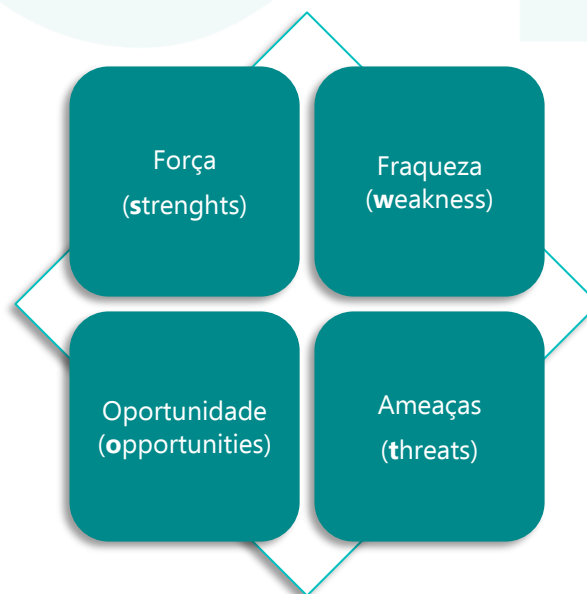 Força
(strenghts)
Fraqueza
(weakness)
Oportunidade
(opportunities)
Ameaças
(threats)